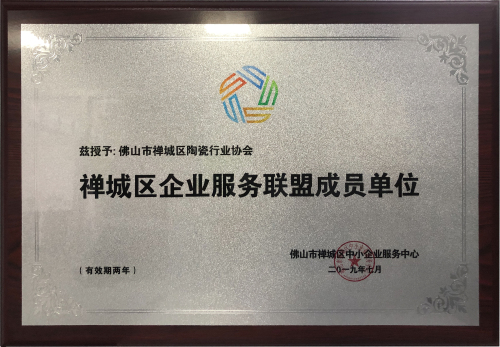 兹授予:佛山市禅城区陶瓷行业协会
禅城区企业服务联盟成员单位
佛山市禅城区中小企业服务中心
(有效期两年)
二〇一九年七月